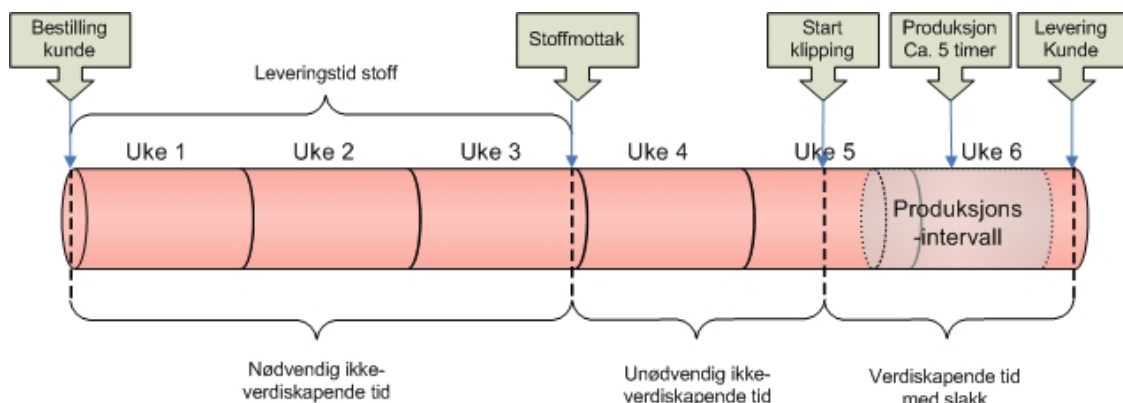 Bestilling
kunde
Stoffmottak
Start
klipping
Produksjon
Ca. 5 timer
Levering
Kunde
Leveringstid stoff
Uke 1
Uke 2
Uke 3
Uke 4
Uke 5
Uke 6
Produksjons
-intervall
Nødvendig ikke-
verdiskapende tid
Unødvendig ikke-
verdiskapende tid
Verdiskapende tid
med slakk